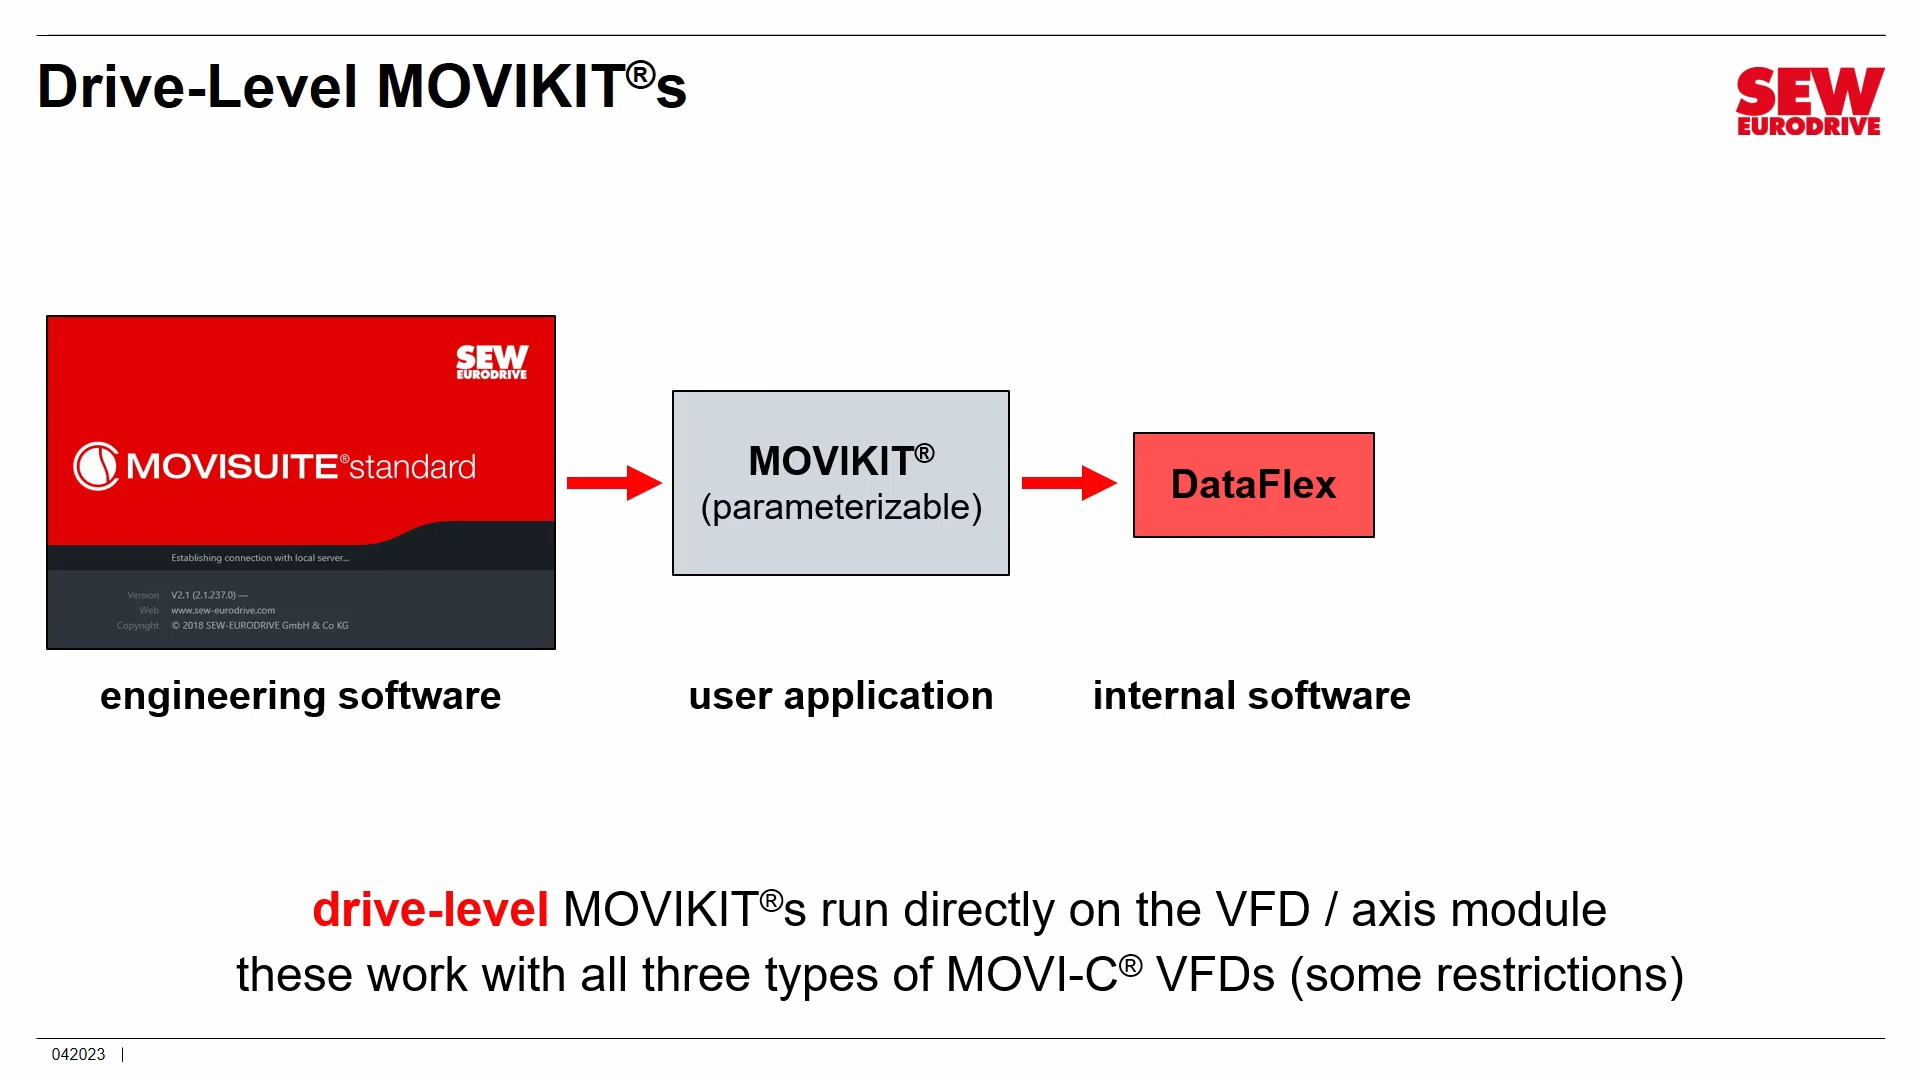 Drive-Level MOVIKIT®s
SEW
EURODRIVE
SEW
EURODRIVE
MOVISUITE®standard
Establishing connection with local server...
Version V2.1 (2.1.237.0) —
Web www.sew-eurodrive.com
Copyright © 2018 SEW-EURODRIVE GmbH & Co KG
MOVIKIT®
(parameterizable)
DataFlex
engineering software
user application
internal software
drive-level MOVIKIT®s run directly on the VFD / axis module
these work with all three types of MOVI-C® VFDs (some restrictions)
042023 |